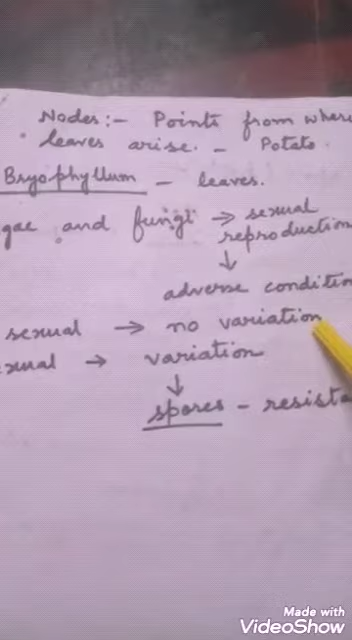 Nodes:- Points from where
leaves arise. - Potato.
Bryophyllum - leaves.
gae and fungi → sexual
reproduction
↓
adverse condition
sexual → no variation
exual → variation
↓
spores - resista
Made with
VideoShow